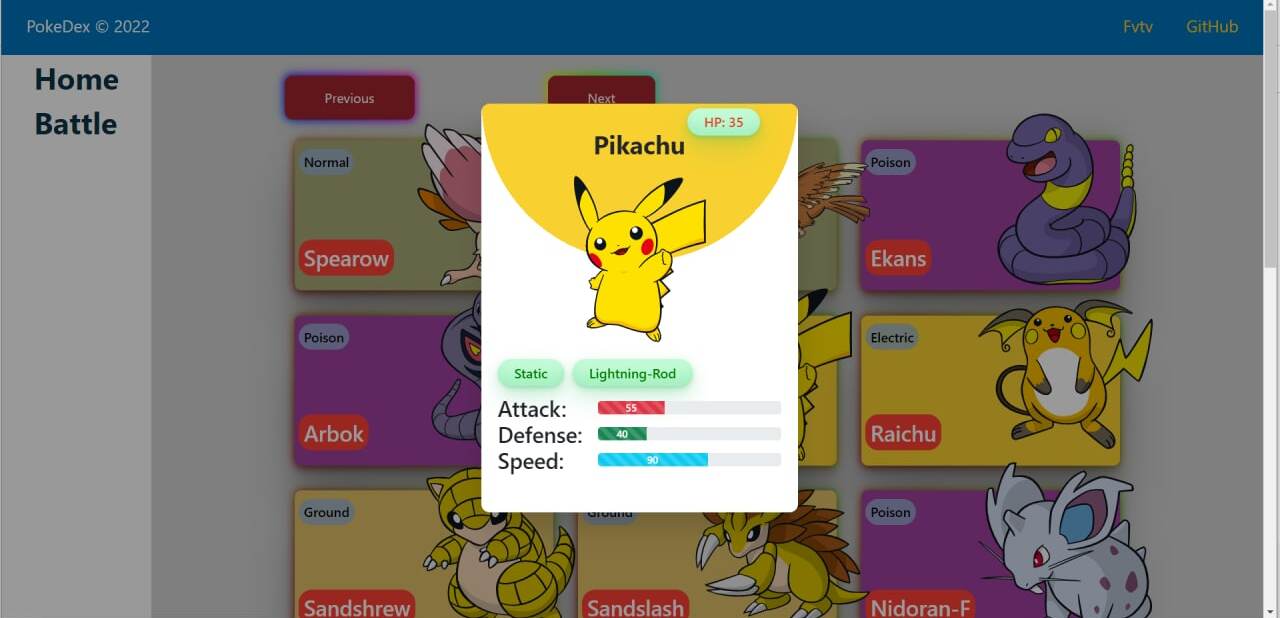 PokeDex © 2022
Fvtv
GitHub
Home
Battle
Previous
Next
HP: 35
Pikachu
Static
Lightning-Rod
Attack:
55
Defense:
40
Speed:
90
Normal
Spearow
Poison
Ekans
Poison
Arbok
Electric
Raichu
Ground
Sandshrew
Ground
Sandslash
Poison
Nidoran-F